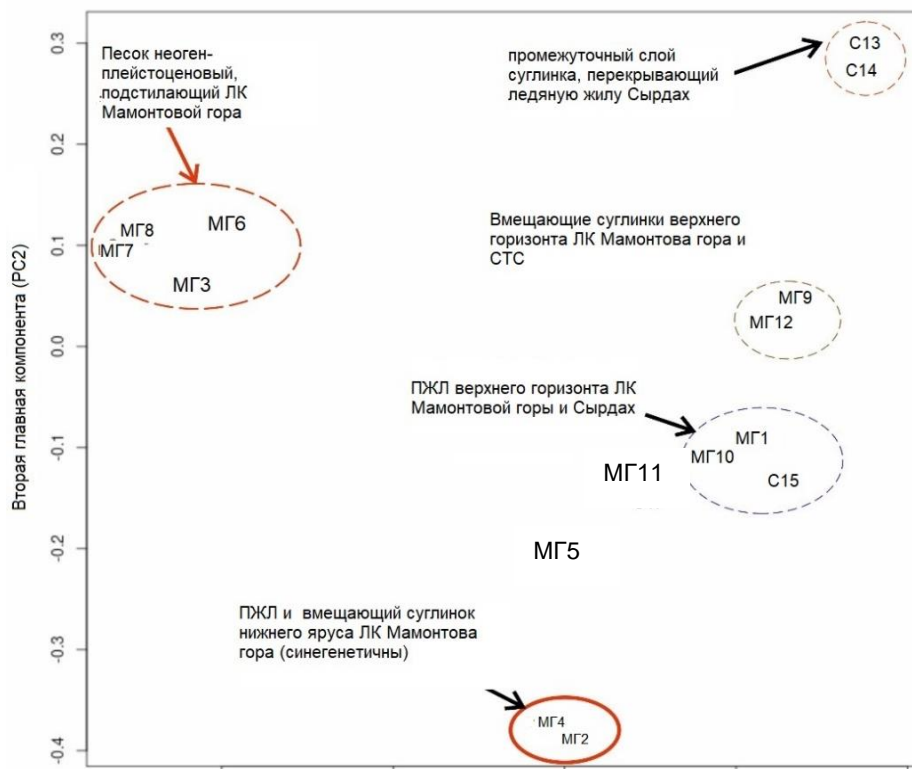 Песок неоген-
плейстоценовый,
подстилающий ЛК
Мамонтова гора
промежуточный слой
суглинка, перекрывающий
ледяную жилу Сырдах
С13
С14
МГ6
МГ8
МГ7
МГ3
Вмещающие суглинки верхнего
горизонта ЛК Мамонтова гора и
СТС
МГ9
МГ12
ПЖЛ верхнего горизонта ЛК
Мамонтовой горы и Сырдах
МГ1
МГ10
С15
МГ11
МГ5
ПЖЛ и вмещающий суглинок
нижнего яруса ЛК Мамонтова
гора (синегенетичны)
МГ4
МГ2
Вторая главная компонента (PC2)
0.3
0.2
0.1
0.0
-0.1
-0.2
-0.3
-0.4